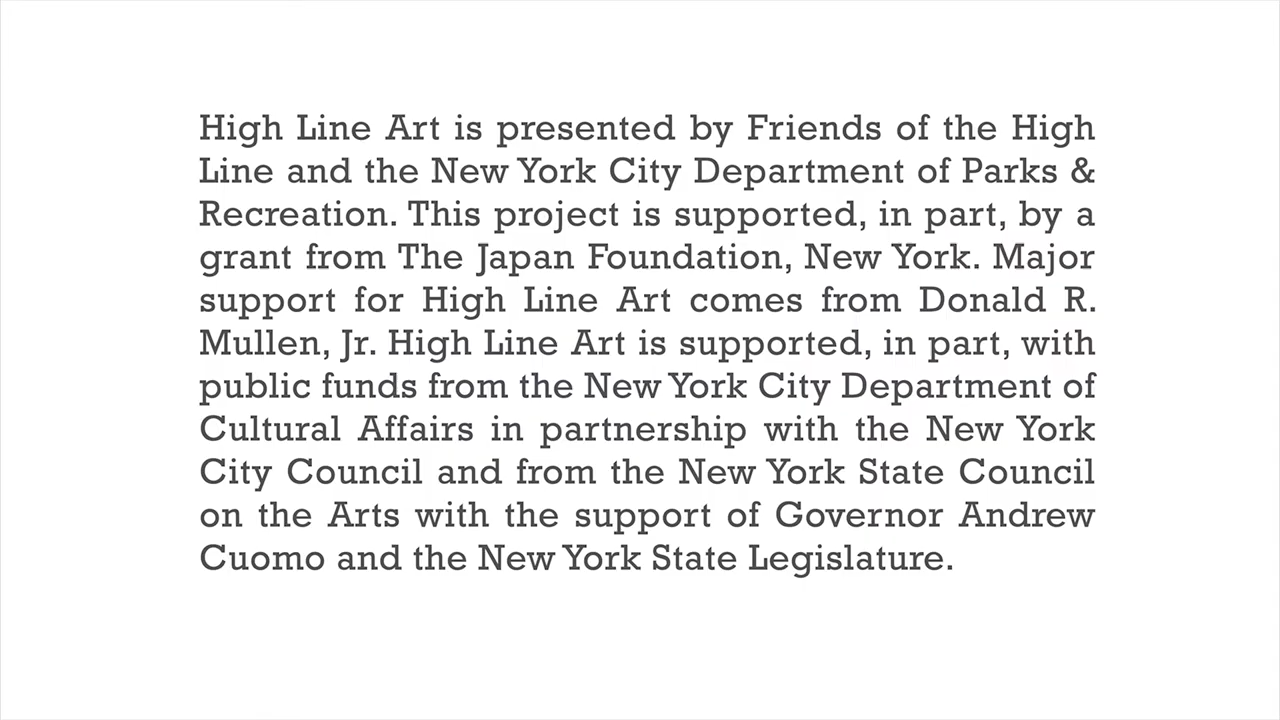 High Line Art is presented by Friends of the High
Line and the New York City Department of Parks &
Recreation. This project is supported, in part, by a
grant from The Japan Foundation, New York. Major
support for High Line Art comes from Donald R.
Mullen, Jr. High Line Art is supported, in part, with
public funds from the New York City Department of
Cultural Affairs in partnership with the New York
City Council and from the New York State Council
on the Arts with the support of Governor Andrew
Cuomo and the New York State Legislature.